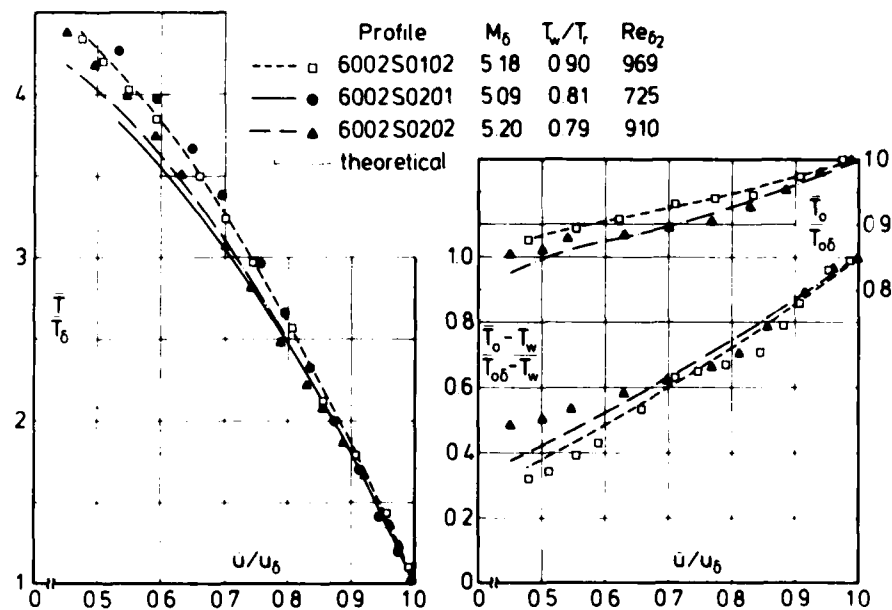 Profile M_δ T_w/T_r Re_δ2
6002S0102 5.18 0.90 969
6002S0201 5.09 0.81 725
6002S0202 5.20 0.79 910
theoretical
4
3
T̄
T_δ
2
1
0 0.5 0.6 0.7 0.8 0.9 1.0
ū/u_δ
1.0
T̄_o
T̄_oδ
0.9
0.8
1.0
0.8
T̄_o - T_w
T̄_oδ - T_w
0.6
0.4
0.2
0
0 0.5 0.6 0.7 0.8 0.9 1.0
ū/u_δ